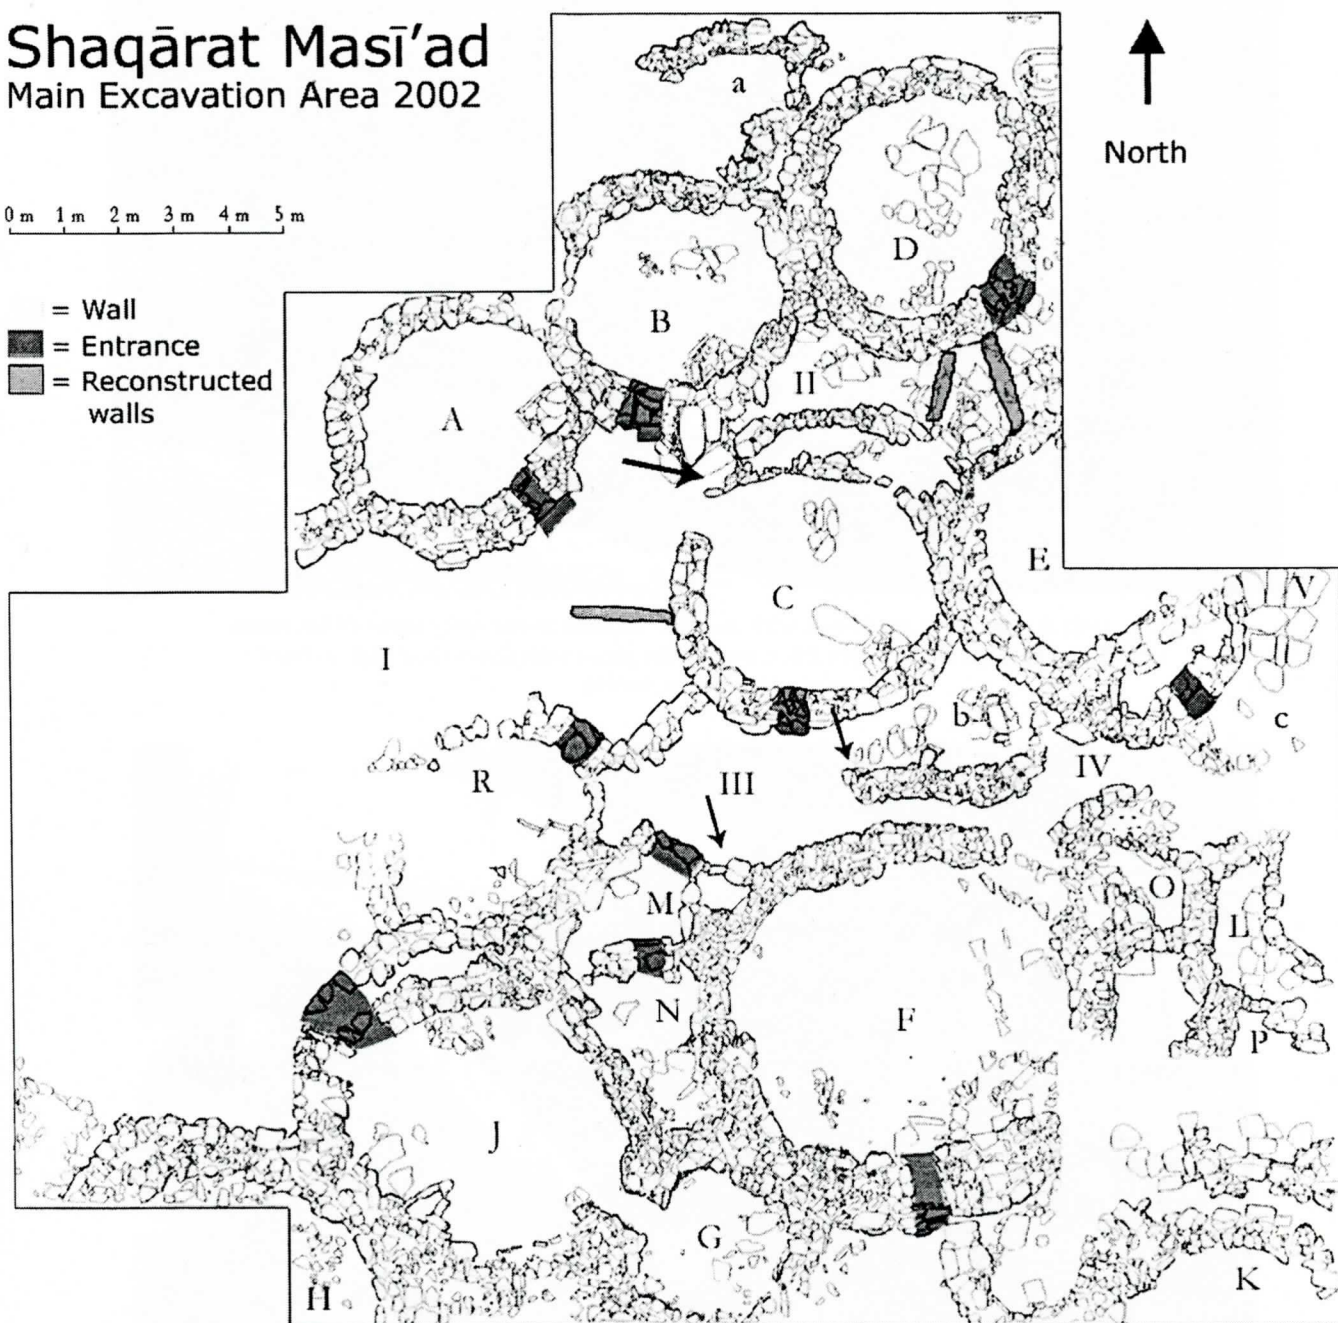 Shaqārat Masī'ad
Main Excavation Area 2002
North
0 m 1 m 2 m 3 m 4 m 5 m
= Wall
= Entrance
= Reconstructed
walls
a
D
B
II
A
E
C
V
I
b
c
IV
R
III
O
M
L
N
F
P
J
G
K
H